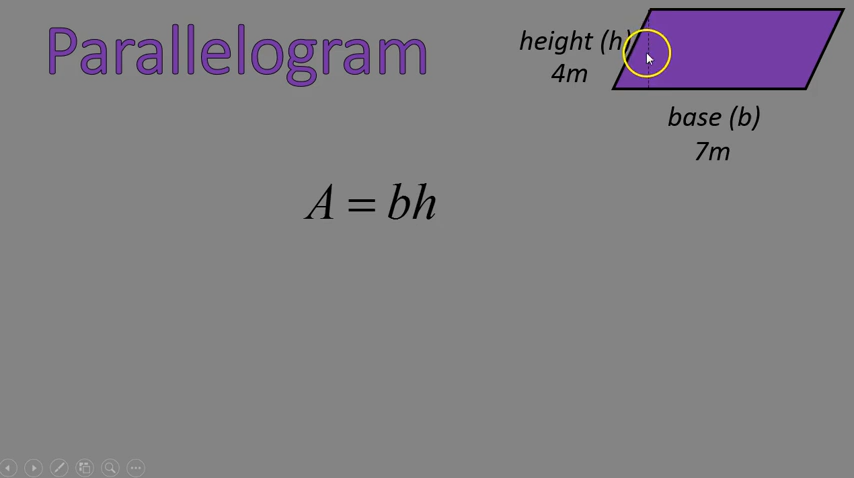 Parallelogram
height (h)
4m
base (b)
7m
A = bh